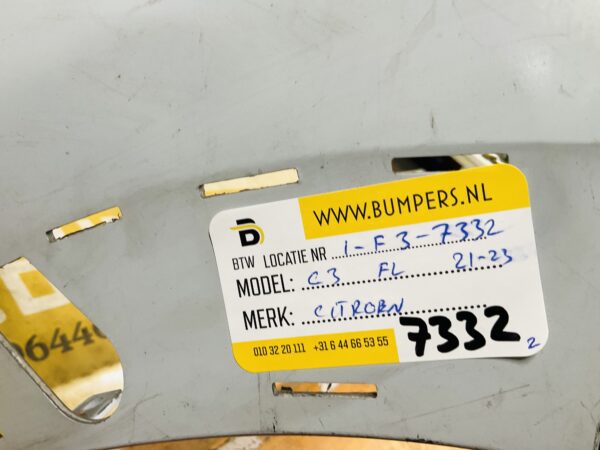 WWW.BUMPERS.NL
BTW LOCATIE NR 1-F3-7332
MODEL: C3 FL 21-23
MERK: CITROEN
7332
2
010 32 20 111 +31 6 44 66 53 55
0644